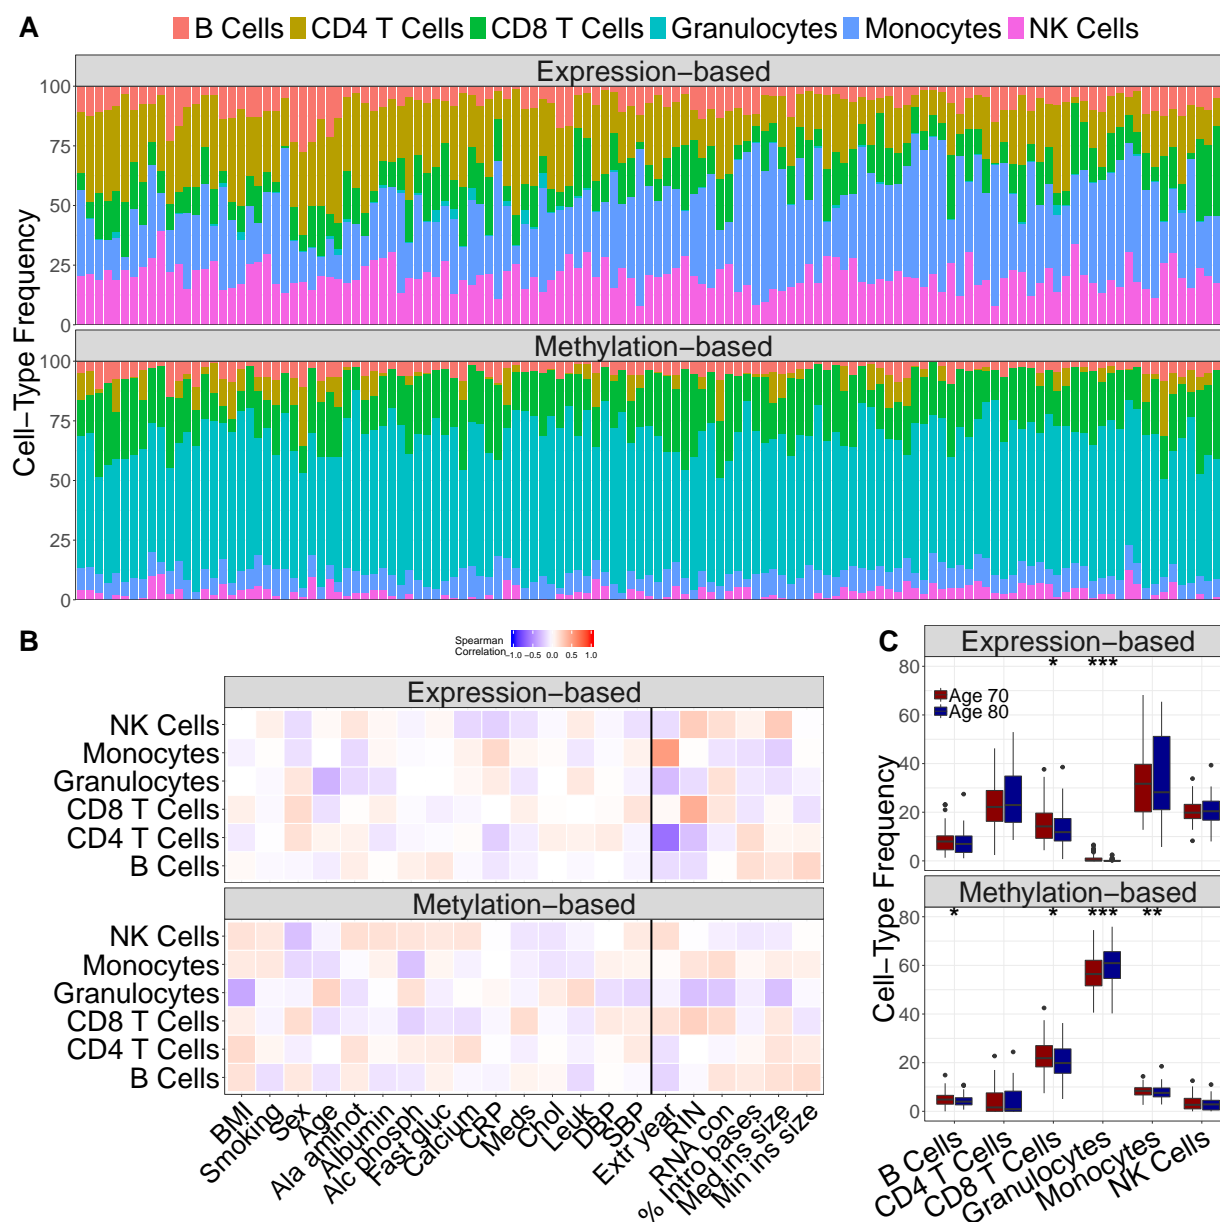 A
B Cells CD4 T Cells CD8 T Cells Granulocytes Monocytes NK Cells
Expression−based
100
75
50
25
0
Methylation−based
100
75
50
25
0
Cell−Type Frequency
B
Spearman
Correlation
−1.0 −0.5 0.0 0.5 1.0
Expression−based
NK Cells
Monocytes
Granulocytes
CD8 T Cells
CD4 T Cells
B Cells
Metylation−based
NK Cells
Monocytes
Granulocytes
CD8 T Cells
CD4 T Cells
B Cells
BMI
Smoking
Sex
Age
Ala aminot
Albumin
Alc phosph
Fast gluc
Calcium
CRP
Meds
Chol
Leuk
DBP
SBP
Extr year
RIN
RNA con
% Intro bases
Med ins size
Min ins size
C
Expression−based
* ***
80
60
40
20
0
Age 70
Age 80
Methylation−based
* * *** **
80
60
40
20
0
Cell−Type Frequency
B Cells
CD4 T Cells
CD8 T Cells
Granulocytes
Monocytes
NK Cells